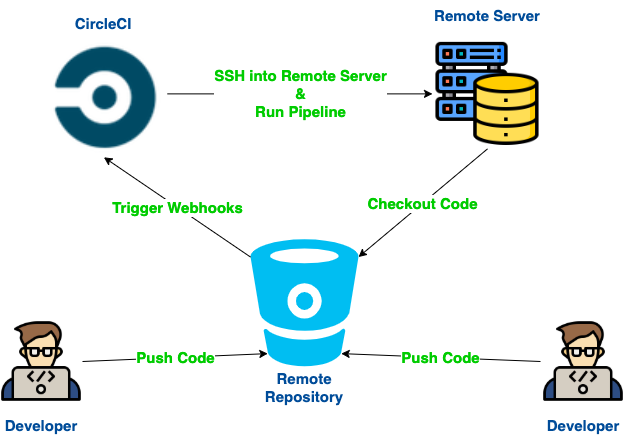 CircleCI
Remote Server
SSH into Remote Server
&
Run Pipeline
Trigger Webhooks
Checkout Code
Push Code
Push Code
Remote
Repository
Developer
Developer